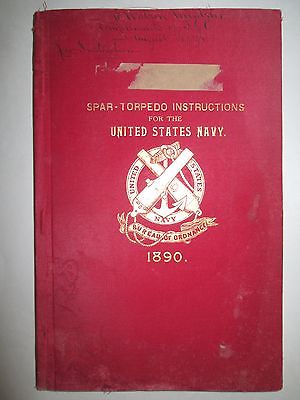 SPAR-TORPEDO INSTRUCTIONS
FOR THE
UNITED STATES NAVY.
UNITED STATES
NAVY
BUREAU OF ORDNANCE
1890.